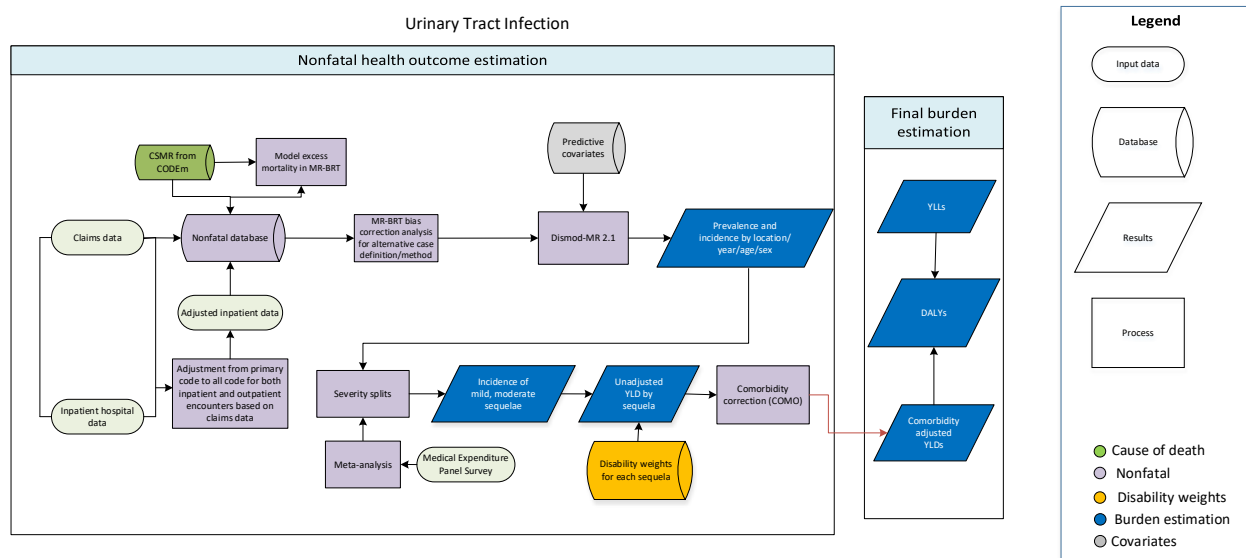 Urinary Tract Infection
Nonfatal health outcome estimation
CSMR from
CODEm
Model excess
mortality in MR-BRT
Predictive
covariates
Claims data
Nonfatal database
MR-BRT bias
correction analysis
for alternative case
definition/method
Dismod-MR 2.1
Prevalence and
incidence by location/
year/age/sex
Adjusted inpatient data
Inpatient hospital
data
Adjustment from primary
code to all code for both
inpatient and outpatient
encounters based on
claims data
Severity splits
Incidence of
mild, moderate
sequelae
Unadjusted
YLD by
sequela
Comorbidity
correction (COMO)
Meta-analysis
Medical Expenditure
Panel Survey
Disability weights
for each sequela
Final burden
estimation
YLLs
DALYs
Comorbidity
adjusted
YLDs
Legend
Input data
Database
Results
Process
Cause of death
Nonfatal
Disability weights
Burden estimation
Covariates